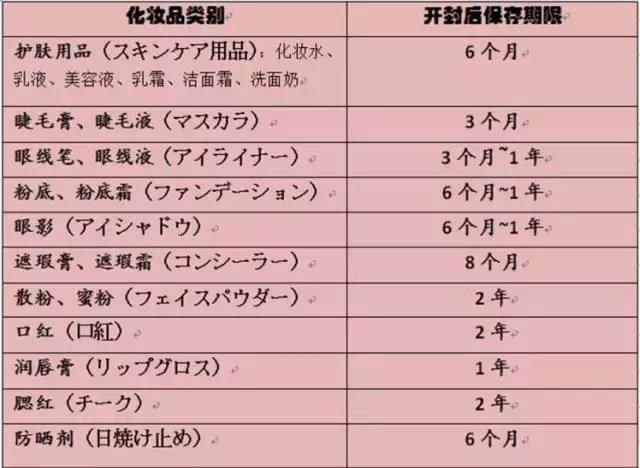 化妆品类别 开封后保存期限
护肤用品（スキンケア用品）：化妆水、 6 个月
乳液、美容液、乳霜、洁面霜、洗面奶
睫毛膏、睫毛液（マスカラ） 3 个月
眼线笔、眼线液（アイライナー） 3 个月~1 年
粉底、粉底霜（ファンデーション） 6 个月~1 年
眼影（アイシャドウ） 6 个月~1 年
遮瑕膏、遮瑕霜（コンシーラー） 8 个月
散粉、蜜粉（フェイスパウダー） 2 年
口红（口紅） 2 年
润唇膏（リップグロス） 1 年
腮红（チーク） 2 年
防晒剂（日焼け止め） 6 个月